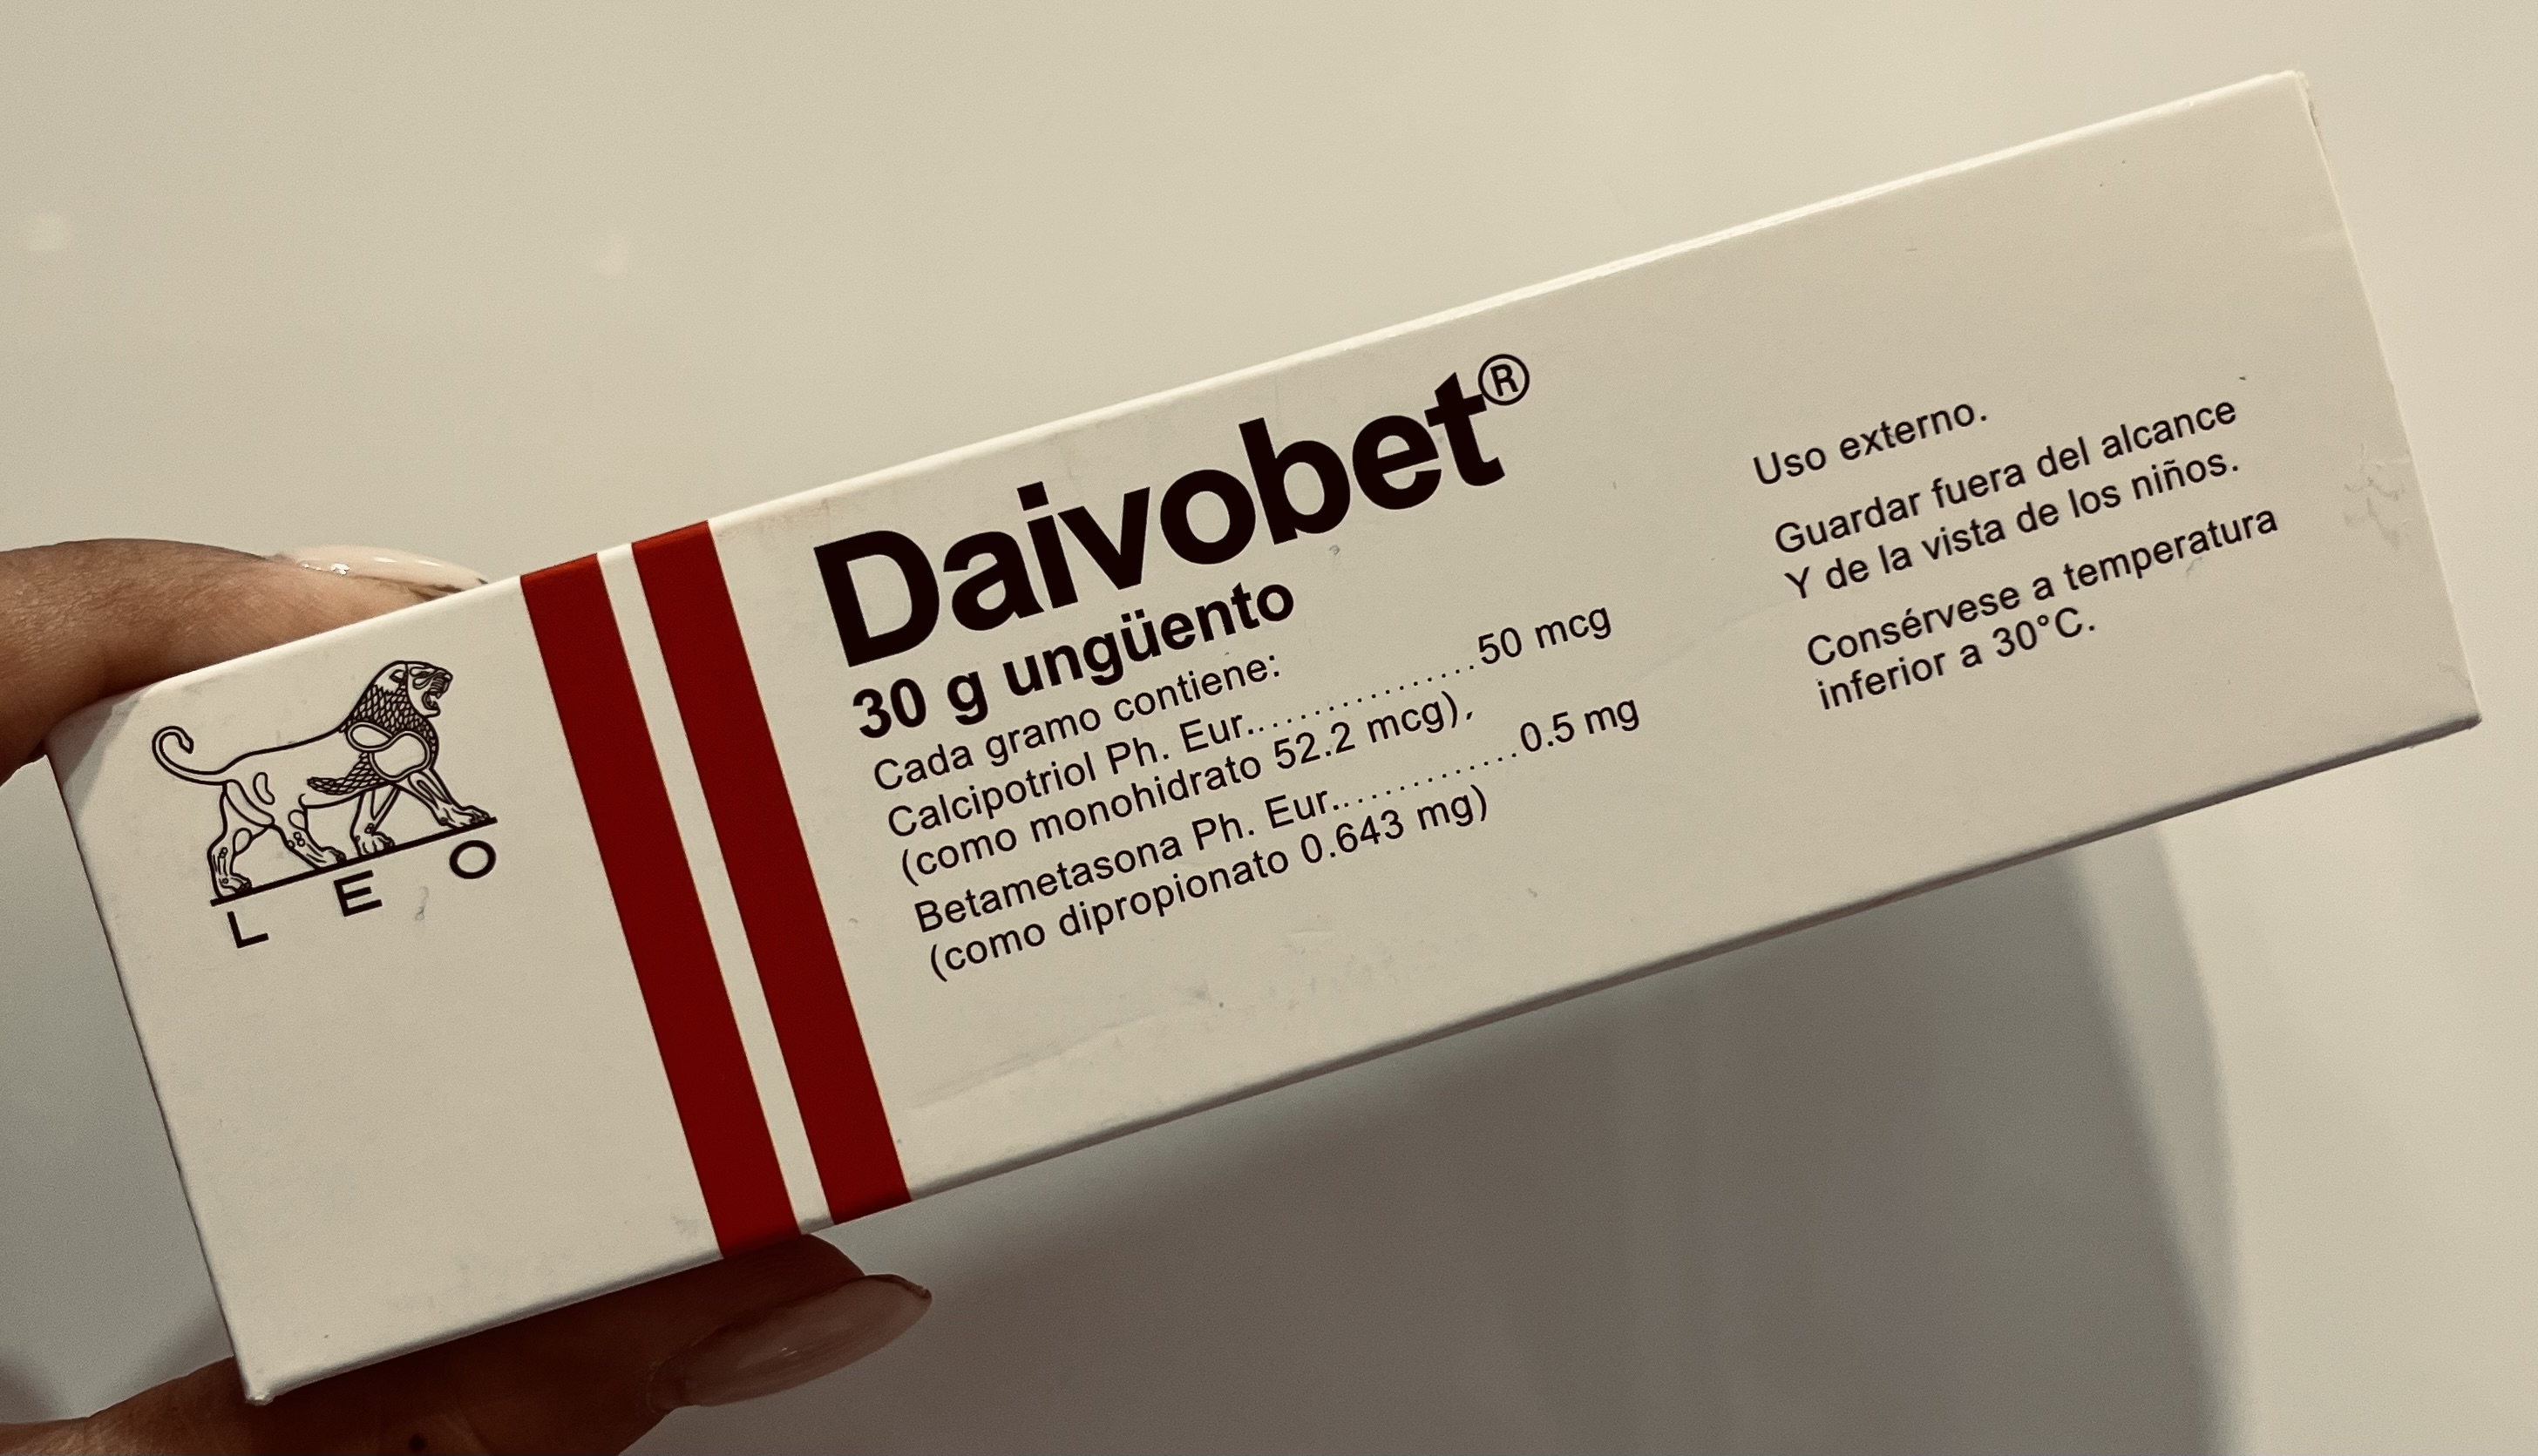 LEO
Daivobet®
30 g ungüento
Cada gramo contiene:
Calcipotriol Ph. Eur..................50 mcg
(como monohidrato 52.2 mcg),
Betametasona Ph. Eur..............0.5 mg
(como dipropionato 0.643 mg)
Uso externo.
Guardar fuera del alcance
Y de la vista de los niños.
Consérvese a temperatura
inferior a 30°C.